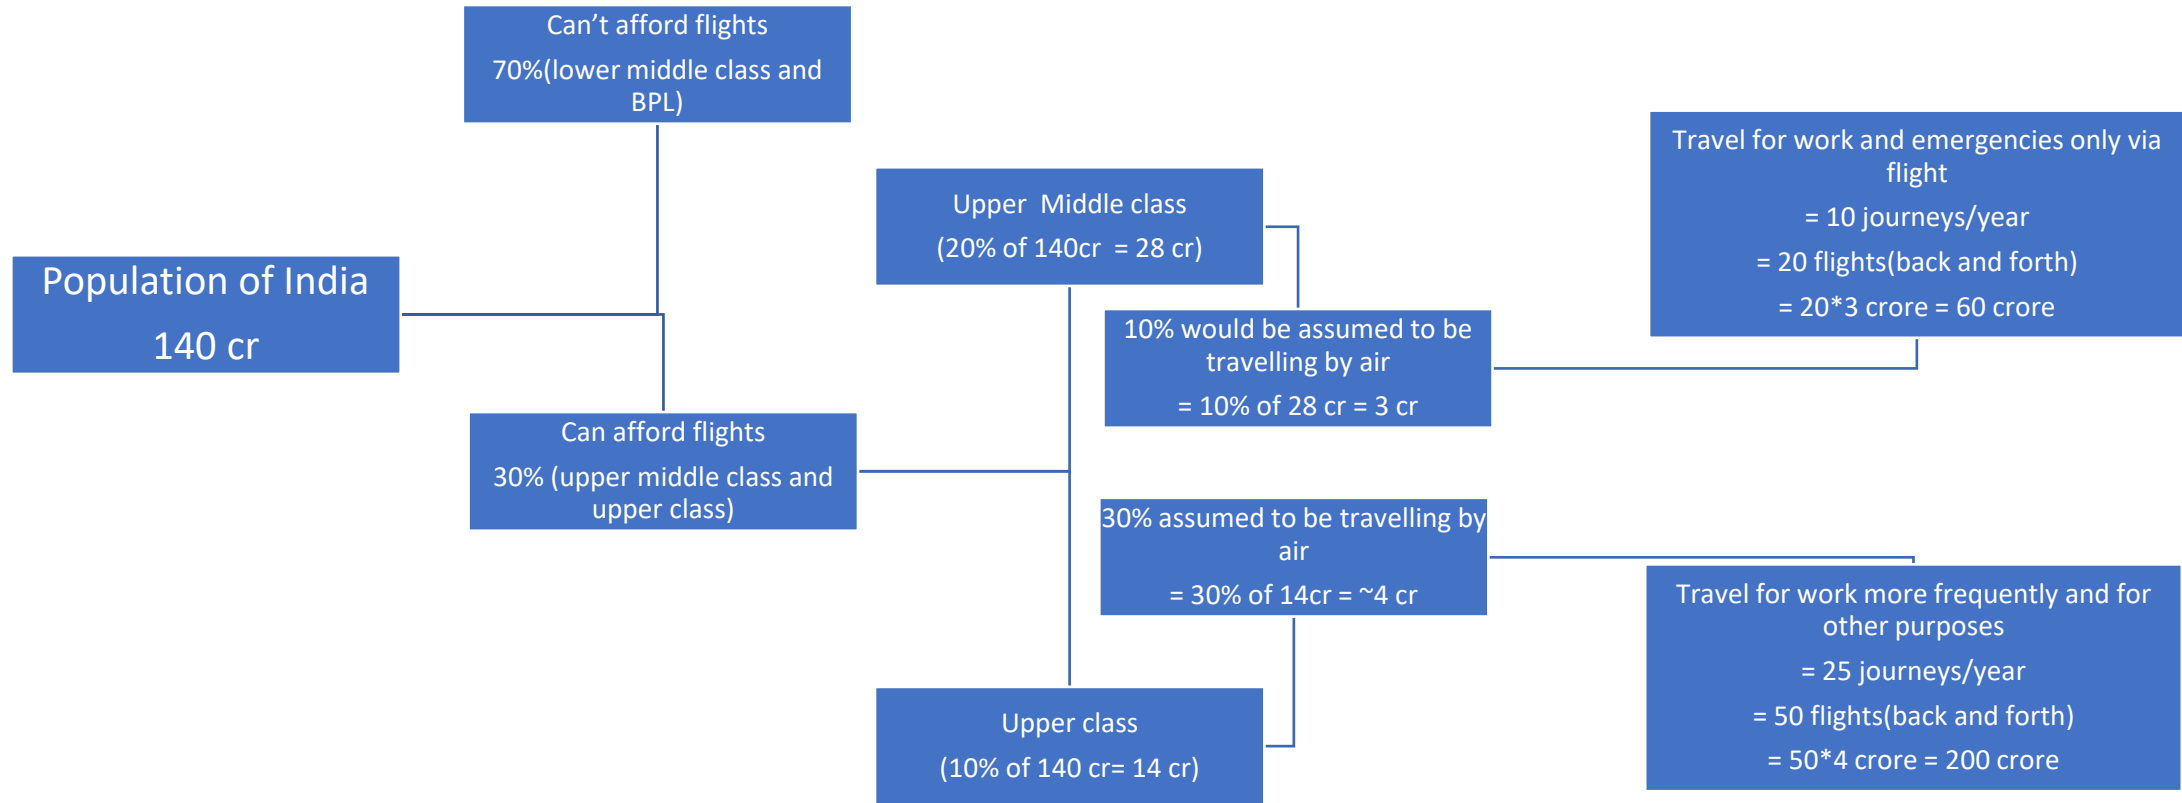 Can’t afford flights
70%(lower middle class and
BPL)
Population of India
140 cr
Can afford flights
30% (upper middle class and
upper class)
Upper  Middle class
(20% of 140cr  = 28 cr)
10% would be assumed to be
travelling by air
= 10% of 28 cr = 3 cr
Travel for work and emergencies only via
flight
= 10 journeys/year
= 20 flights(back and forth)
= 20*3 crore = 60 crore
30% assumed to be travelling by
air
= 30% of 14cr = ~4 cr
Upper class
(10% of 140 cr= 14 cr)
Travel for work more frequently and for
other purposes
= 25 journeys/year
= 50 flights(back and forth)
= 50*4 crore = 200 crore